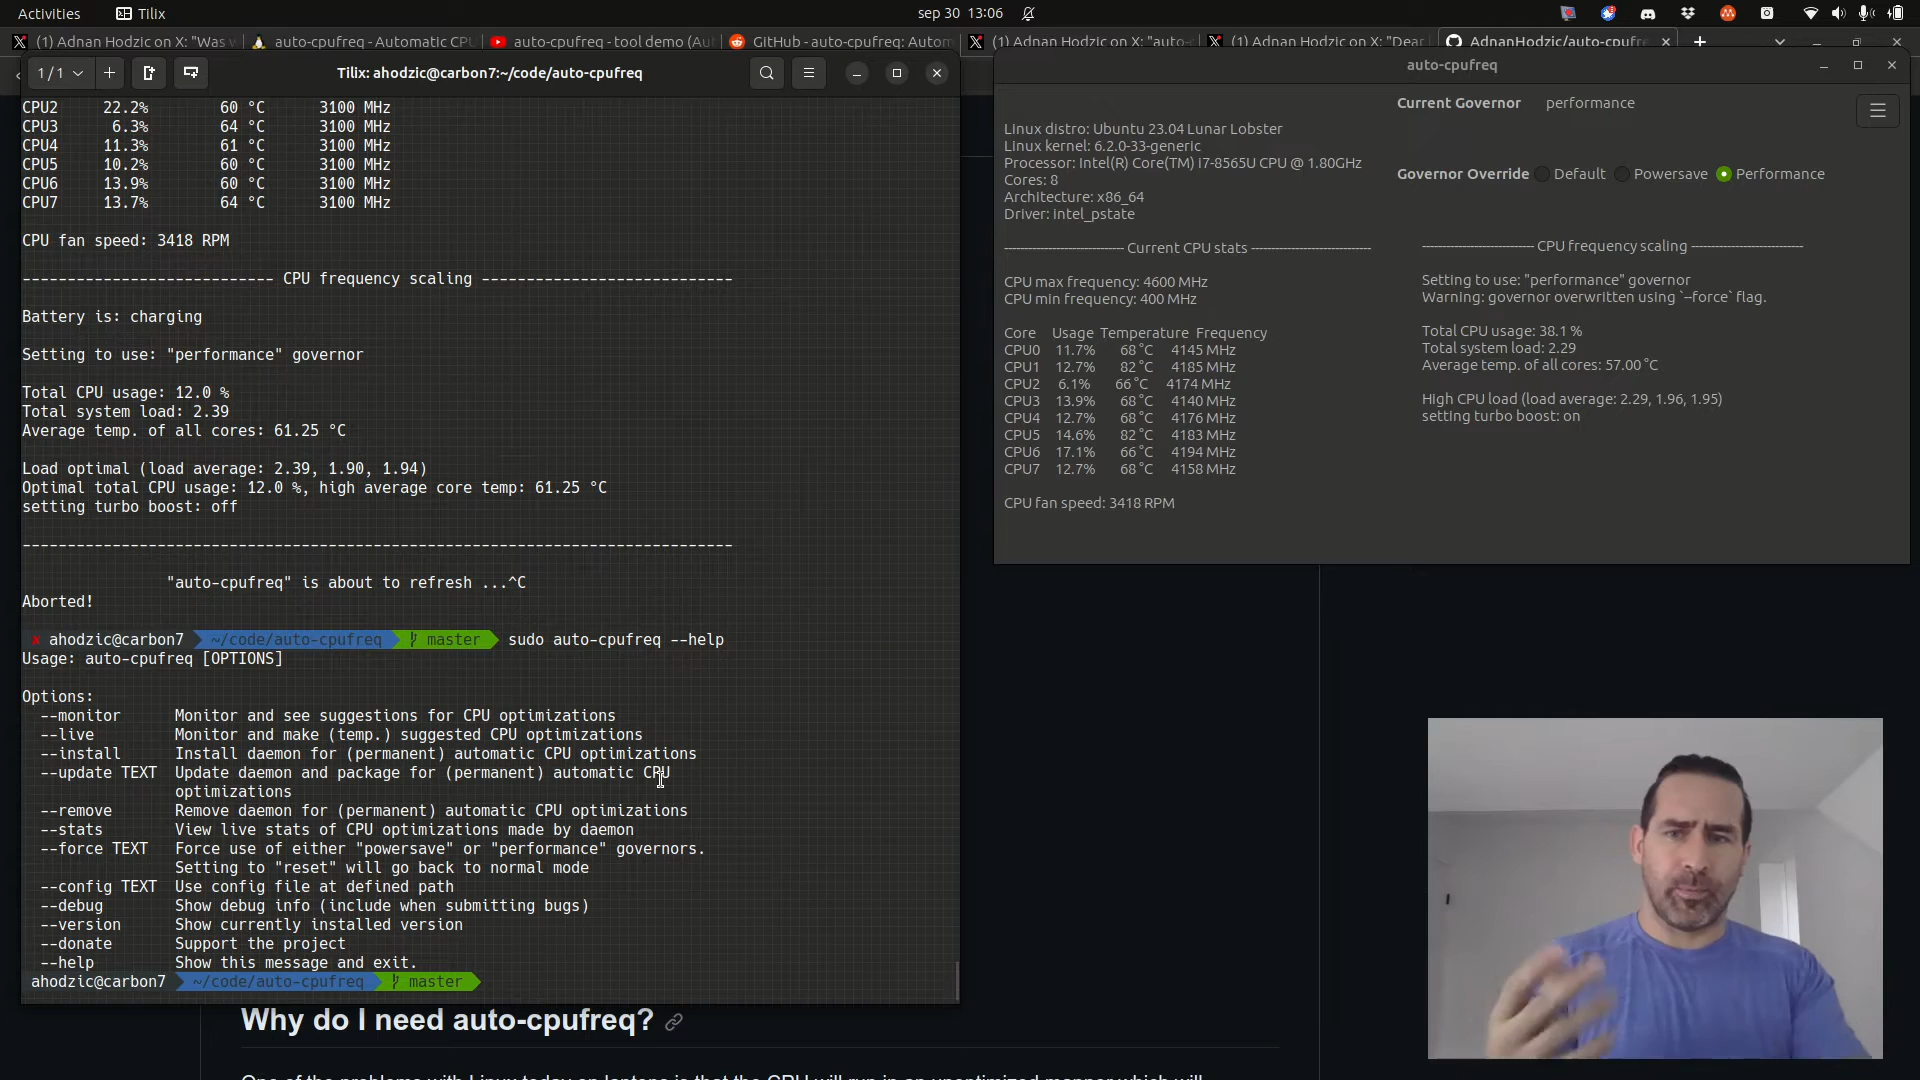 Activities
Tilix
sep 30 13:06
(1) Adnan Hodzic on X: "Was
auto-cpufreq - Automatic CPU
auto-cpufreq - tool demo (Aut
GitHub - auto-cpufreq: Autom
(1) Adnan Hodzic on X: "auto-
(1) Adnan Hodzic on X: "Dear
AdnanHodzic/auto-cpufre
1 / 1
Tilix: ahodzic@carbon7:~/code/auto-cpufreq
CPU2 22.2% 60 °C 3100 MHz
CPU3 6.3% 64 °C 3100 MHz
CPU4 11.3% 61 °C 3100 MHz
CPU5 10.2% 60 °C 3100 MHz
CPU6 13.9% 60 °C 3100 MHz
CPU7 13.7% 64 °C 3100 MHz
CPU fan speed: 3418 RPM
---------------------------- CPU frequency scaling ----------------------------
Battery is: charging
Setting to use: "performance" governor
Total CPU usage: 12.0 %
Total system load: 2.39
Average temp. of all cores: 61.25 °C
Load optimal (load average: 2.39, 1.90, 1.94)
Optimal total CPU usage: 12.0 %, high average core temp: 61.25 °C
setting turbo boost: off
-------------------------------------------------------------------------------
"auto-cpufreq" is about to refresh ...^C
Aborted!
x ahodzic@carbon7 ~/code/auto-cpufreq master sudo auto-cpufreq --help
Usage: auto-cpufreq [OPTIONS]
Options:
--monitor Monitor and see suggestions for CPU optimizations
--live Monitor and make (temp.) suggested CPU optimizations
--install Install daemon for (permanent) automatic CPU optimizations
--update TEXT Update daemon and package for (permanent) automatic CPU
optimizations
--remove Remove daemon for (permanent) automatic CPU optimizations
--stats View live stats of CPU optimizations made by daemon
--force TEXT Force use of either "powersave" or "performance" governors.
Setting to "reset" will go back to normal mode
--config TEXT Use config file at defined path
--debug Show debug info (include when submitting bugs)
--version Show currently installed version
--donate Support the project
--help Show this message and exit.
ahodzic@carbon7 ~/code/auto-cpufreq master
auto-cpufreq
Linux distro: Ubuntu 23.04 Lunar Lobster
Linux kernel: 6.2.0-33-generic
Processor: Intel(R) Core(TM) i7-8565U CPU @ 1.80GHz
Cores: 8
Architecture: x86_64
Driver: intel_pstate
------------------------------ Current CPU stats ------------------------------
CPU max frequency: 4600 MHz
CPU min frequency: 400 MHz
Core Usage Temperature Frequency
CPU0 11.7% 68 °C 4145 MHz
CPU1 12.7% 82 °C 4185 MHz
CPU2 6.1% 66 °C 4174 MHz
CPU3 13.9% 68 °C 4140 MHz
CPU4 12.7% 68 °C 4176 MHz
CPU5 14.6% 82 °C 4183 MHz
CPU6 17.1% 66 °C 4194 MHz
CPU7 12.7% 68 °C 4158 MHz
CPU fan speed: 3418 RPM
Current Governor performance
Governor Override Default Powersave Performance
---------------------------- CPU frequency scaling ----------------------------
Setting to use: "performance" governor
Warning: governor overwritten using `--force` flag.
Total CPU usage: 38.1 %
Total system load: 2.29
Average temp. of all cores: 57.00 °C
High CPU load (load average: 2.29, 1.96, 1.95)
setting turbo boost: on
Why do I need auto-cpufreq?
One of the problems with Linux today on laptops is that the CPU will run in an unoptimized manner which will